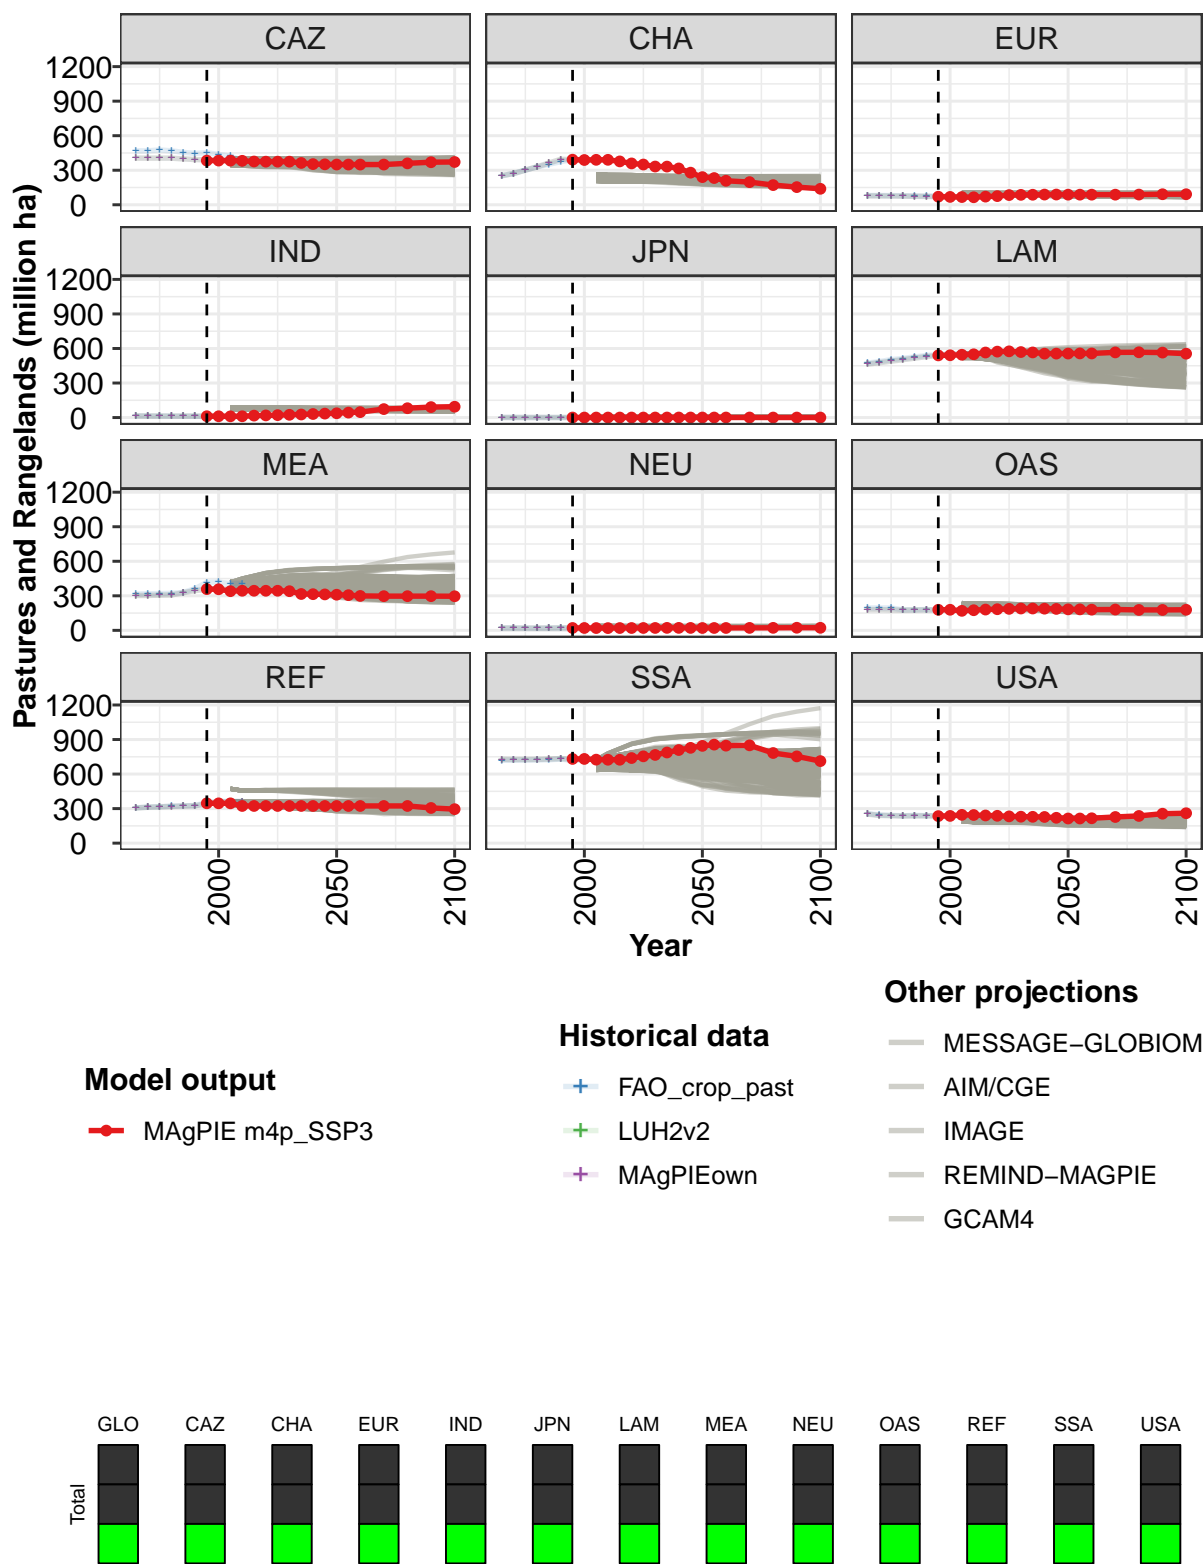 CAZ CHA EUR
1200
900
600
300
0
IND JPN LAM
1200
900
600
300
0
MEA NEU OAS
1200
900
600
300
0
REF SSA USA
1200
900
600
300
0
Pastures and Rangelands (million ha)
2000 2050 2100 2000 2050 2100 2000 2050 2100
Year
Model output
MAgPIE m4p_SSP3
Historical data
FAO_crop_past
LUH2v2
MAgPIEown
Other projections
MESSAGE−GLOBIOM
AIM/CGE
IMAGE
REMIND−MAGPIE
GCAM4
GLO CAZ CHA EUR IND JPN LAM MEA NEU OAS REF SSA USA
Total